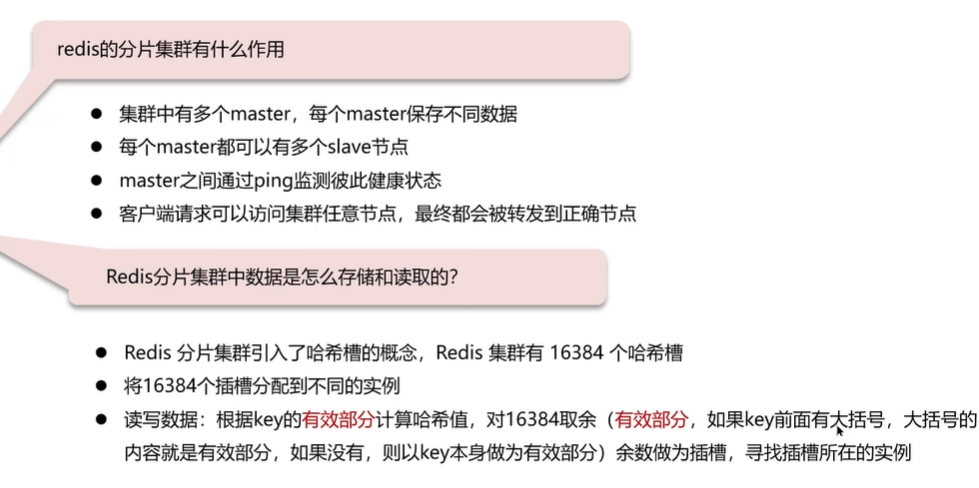 redis的分片集群有什么作用
● 集群中有多个master，每个master保存不同数据
● 每个master都可以有多个slave节点
● master之间通过ping监测彼此健康状态
● 客户端请求可以访问集群任意节点，最终都会被转发到正确节点
Redis分片集群中数据是怎么存储和读取的？
● Redis 分片集群引入了哈希槽的概念，Redis 集群有 16384 个哈希槽
● 将16384个插槽分配到不同的实例
● 读写数据：根据key的有效部分计算哈希值，对16384取余（有效部分，如果key前面有大括号，大括号的
内容就是有效部分，如果没有，则以key本身做为有效部分）余数做为插槽，寻找插槽所在的实例